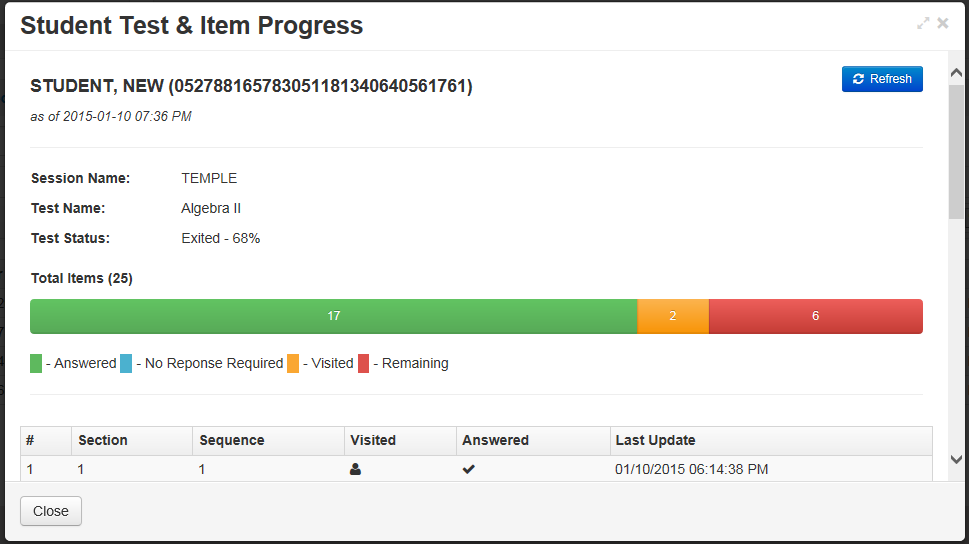 Student Test & Item Progress
STUDENT, NEW (0527881657830511813406405​61761)
Refresh
as of 2015-01-10 07:36 PM
Session Name: TEMPLE
Test Name: Algebra II
Test Status: Exited - 68%
Total Items (25)
17 2 6
- Answered - No Reponse Required - Visited - Remaining
# Section Sequence Visited Answered Last Update
1 1 1 01/10/2015 06:14:38 PM
Close